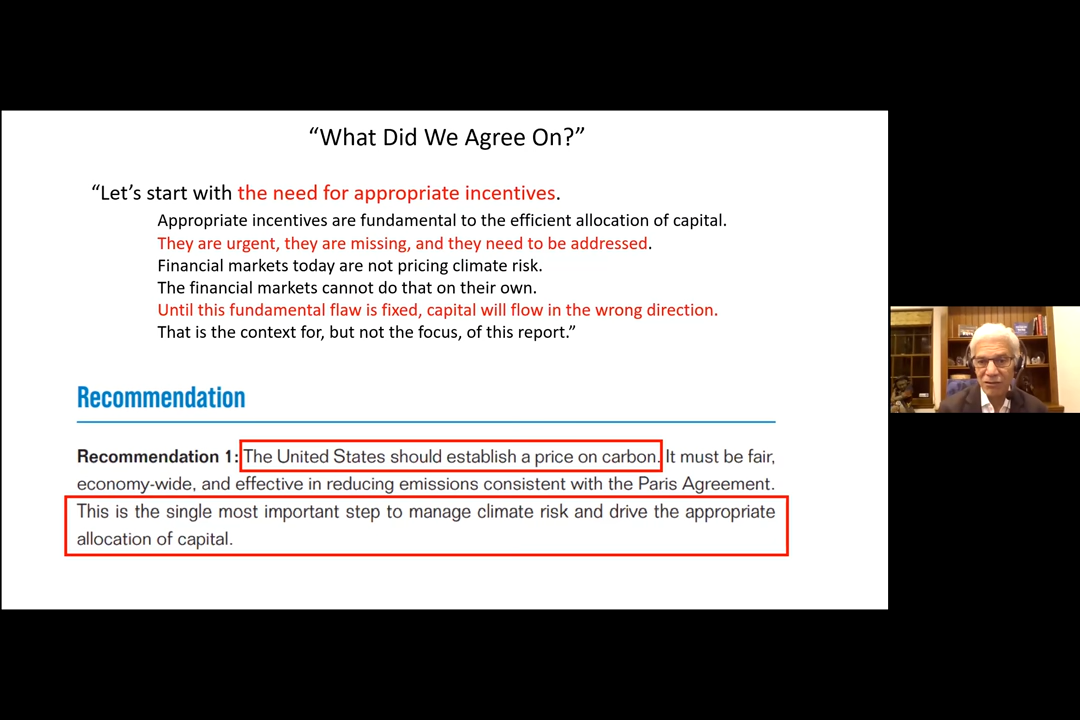 “What Did We Agree On?”
“Let’s start with the need for appropriate incentives.
Appropriate incentives are fundamental to the efficient allocation of capital.
They are urgent, they are missing, and they need to be addressed.
Financial markets today are not pricing climate risk.
The financial markets cannot do that on their own.
Until this fundamental flaw is fixed, capital will flow in the wrong direction.
That is the context for, but not the focus, of this report.”
Recommendation
Recommendation 1: The United States should establish a price on carbon. It must be fair,
economy-wide, and effective in reducing emissions consistent with the Paris Agreement.
This is the single most important step to manage climate risk and drive the appropriate
allocation of capital.